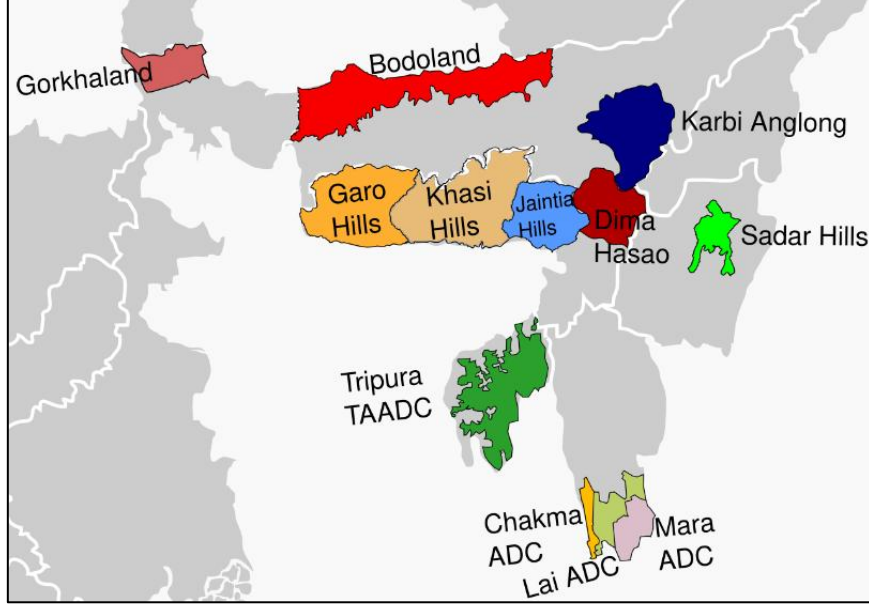 Gorkhaland
Bodoland
Karbi Anglong
Garo
Hills
Khasi
Hills
Jaintia
Hills
Dima
Hasao
Sadar Hills
Tripura
TAADC
Chakma
ADC
Lai ADC
Mara
ADC